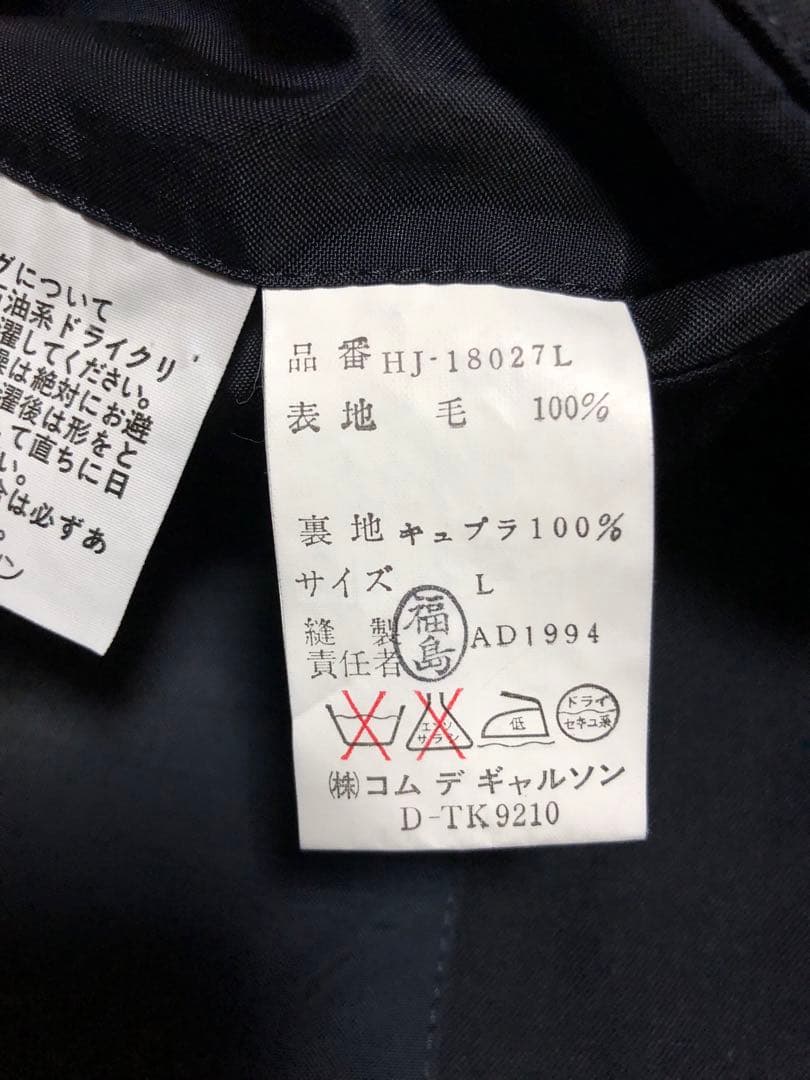 グについて
油系ドライクリ
濯してください。
は絶対にお避
濯後は形をと
て直ちに日
い。
は必ずあ
。
ン
品番 HJ-18027L
表地 毛 100%
裏地 キュプラ100%
サイズ L
縫製
責任者
福島
AD1994
エンソ
サラシ
低
ドライ
セキユ系
㈱コム デ ギャルソン
D-TK9210